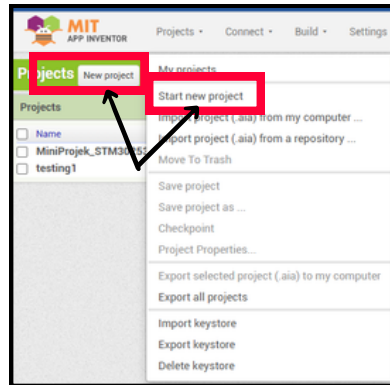 MIT
APP INVENTOR
Projects Connect Build Settings
Projects New project
Projects
Name
MiniProjek_STM30253
testing1
My projects
Start new project
Import project (.aia) from my computer ...
Import project (.aia) from a repository ...
Move To Trash
Save project
Save project as ...
Checkpoint
Project Properties...
Export selected project (.aia) to my computer
Export all projects
Import keystore
Export keystore
Delete keystore